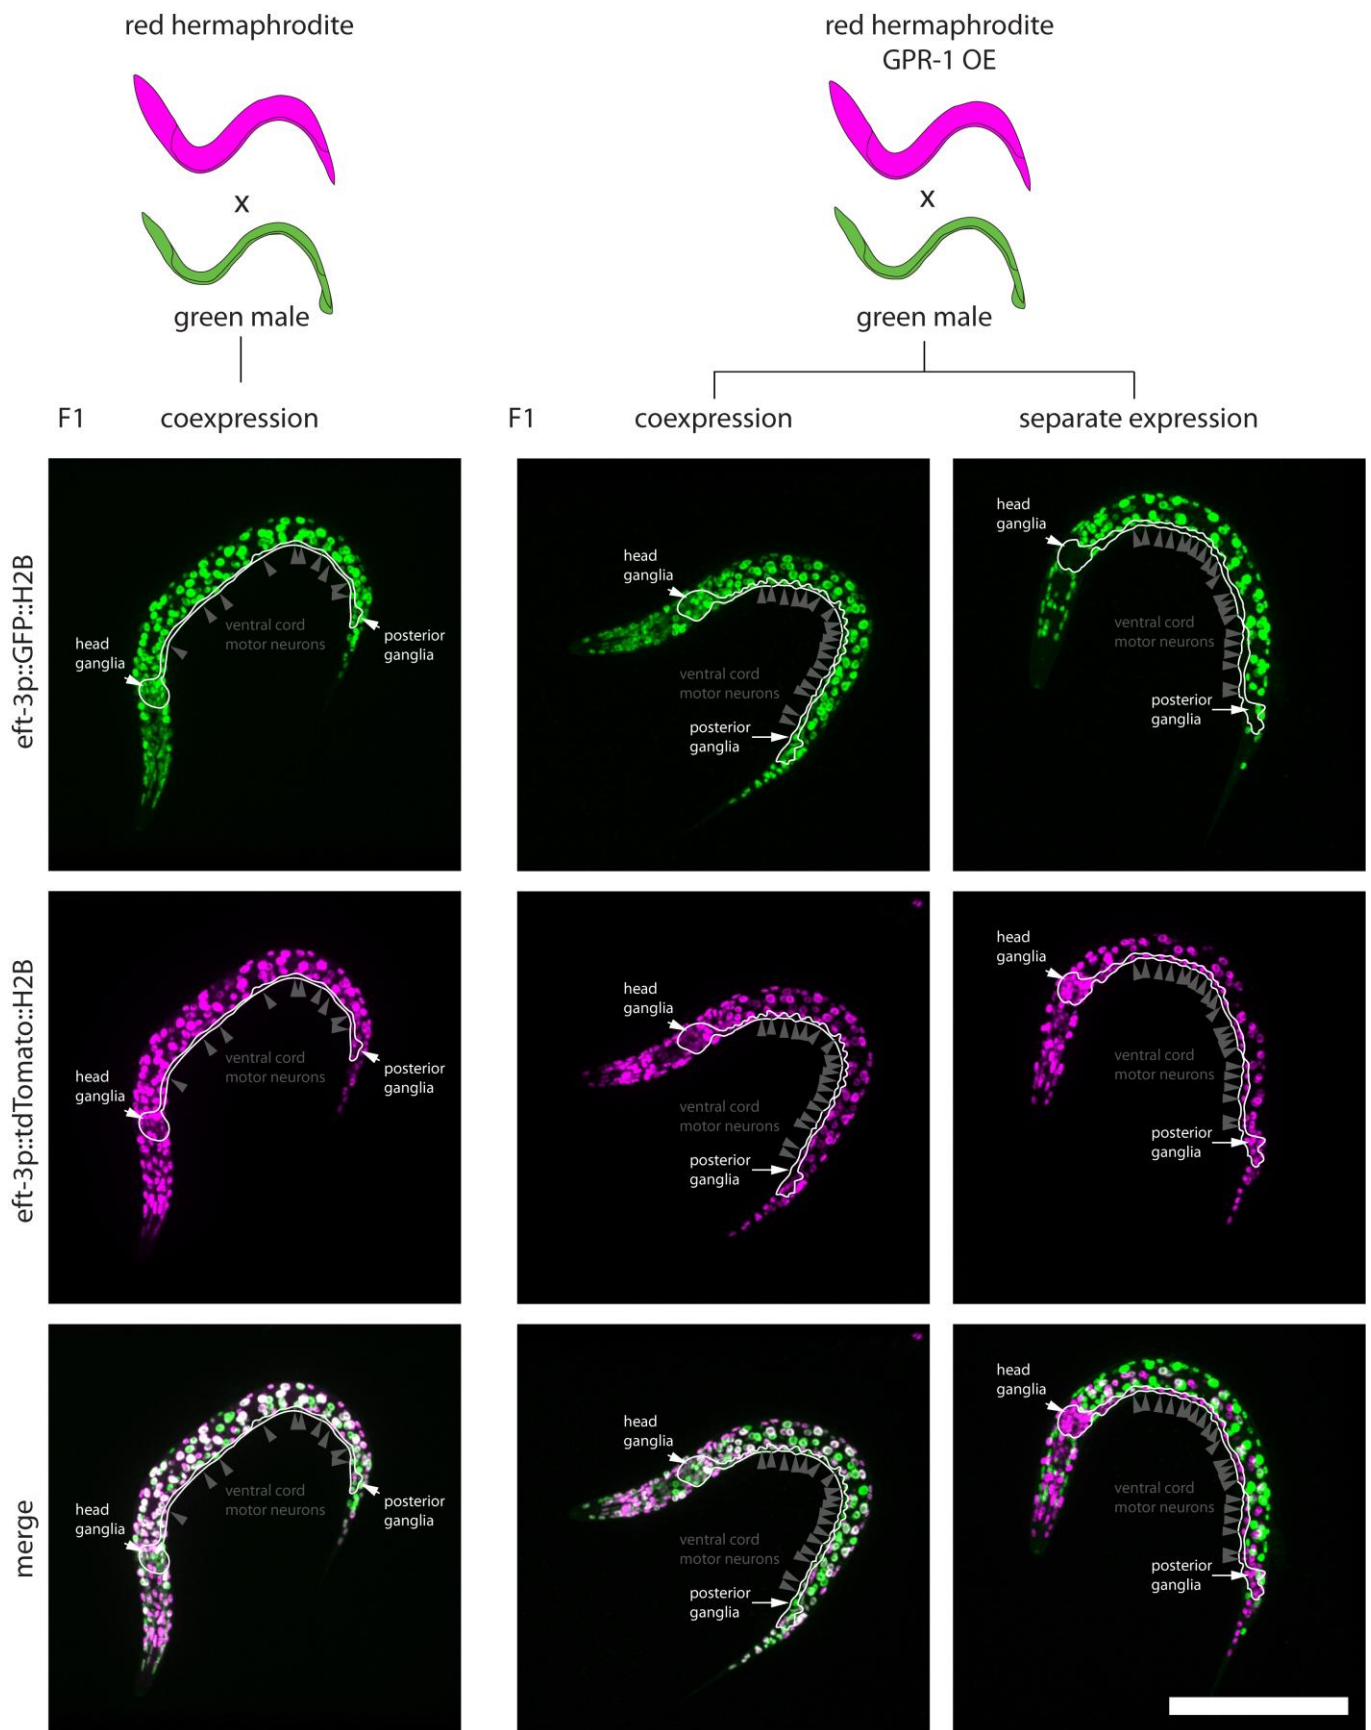 red hermaphrodite
x
green male
red hermaphrodite
GPR-1 OE
x
green male
F1
coexpression
F1
coexpression
separate expression
eft-3p::GFP::H2B
head
ganglia
ventral cord
motor neurons
posterior
ganglia
head
ganglia
ventral cord
motor neurons
posterior
ganglia
head
ganglia
ventral cord
motor neurons
posterior
ganglia
eft-3p::tdTomato::H2B
head
ganglia
ventral cord
motor neurons
posterior
ganglia
head
ganglia
ventral cord
motor neurons
posterior
ganglia
head
ganglia
ventral cord
motor neurons
posterior
ganglia
merge
head
ganglia
ventral cord
motor neurons
posterior
ganglia
head
ganglia
ventral cord
motor neurons
posterior
ganglia
head
ganglia
ventral cord
motor neurons
posterior
ganglia